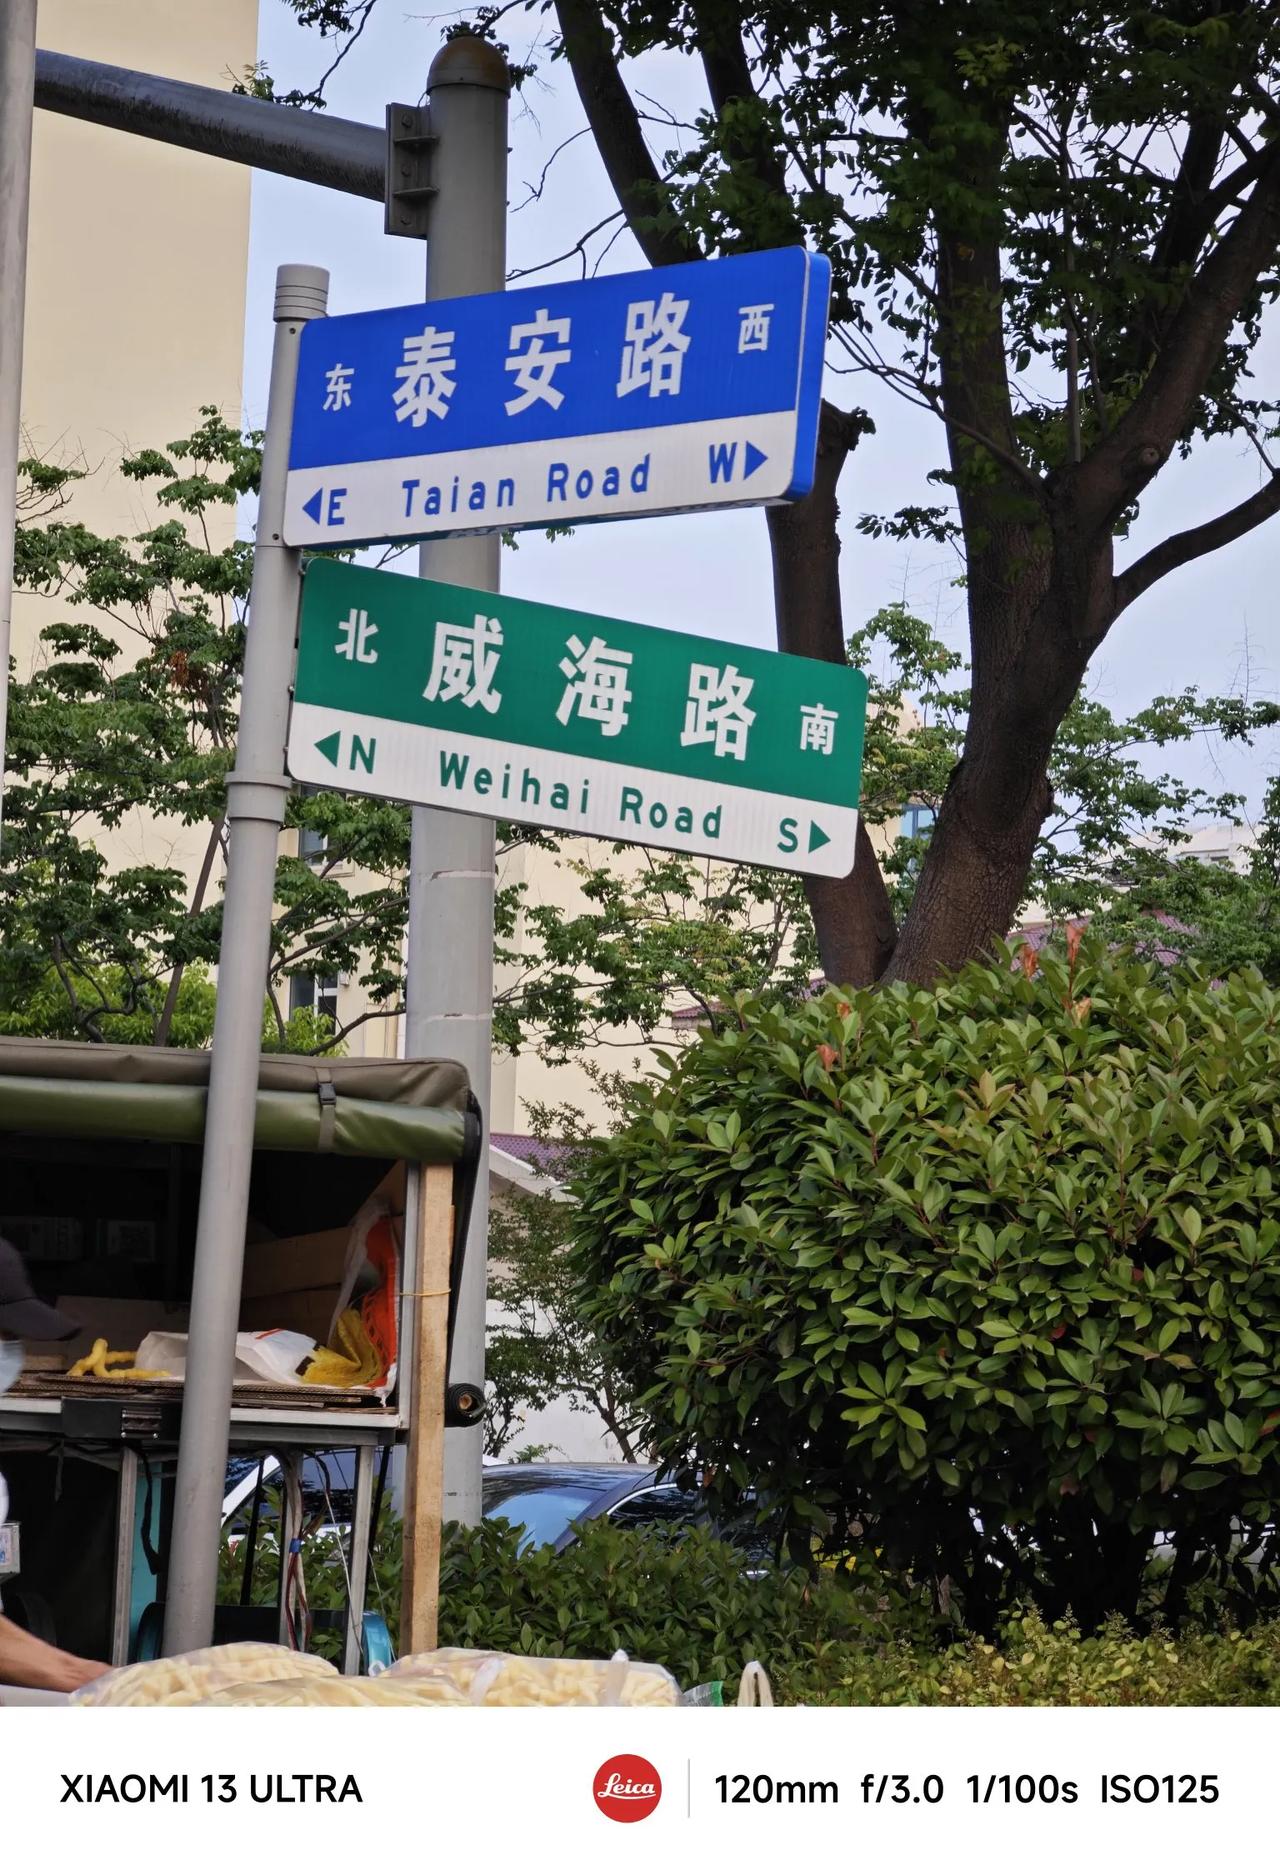 东 泰安路 西
◀E Taian Road W▶
北 威海路 南
◀N Weihai Road S▶
XIAOMI 13 ULTRA
Leica
120mm f/3.0 1/100s ISO125